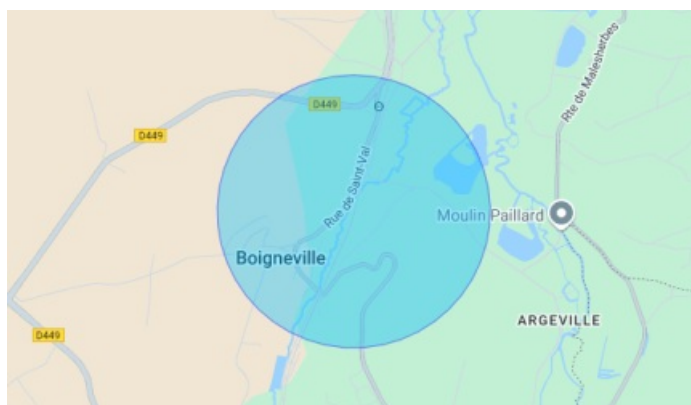 D449
D449
Rte de Malesherbes
Rue de Saint-Val
Moulin Paillard
Boigneville
ARGEVILLE
D449